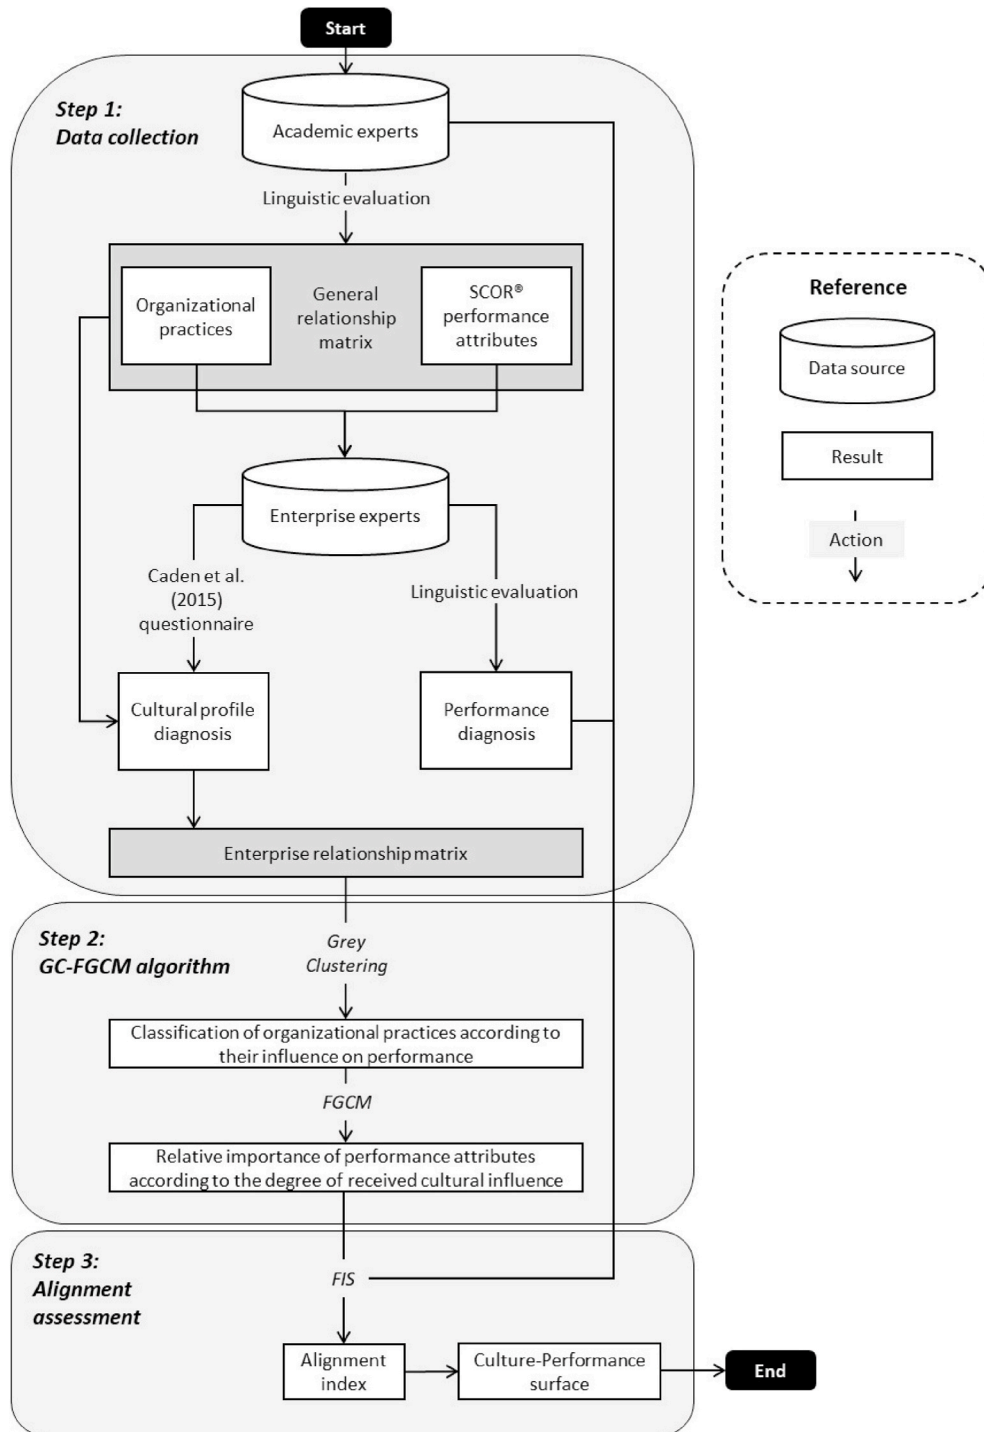 Start
Step 1:
Data collection
Academic experts
Linguistic evaluation
Organizational
practices
General
relationship
matrix
SCOR®
performance
attributes
Enterprise experts
Caden et al.
(2015)
questionnaire
Linguistic evaluation
Cultural profile
diagnosis
Performance
diagnosis
Enterprise relationship matrix
Step 2:
GC-FGCM algorithm
Grey
Clustering
Classification of organizational practices according to
their influence on performance
FGCM
Relative importance of performance attributes
according to the degree of received cultural influence
Step 3:
Alignment
assessment
FIS
Alignment
index
Culture-Performance
surface
End
Reference
Data source
Result
Action